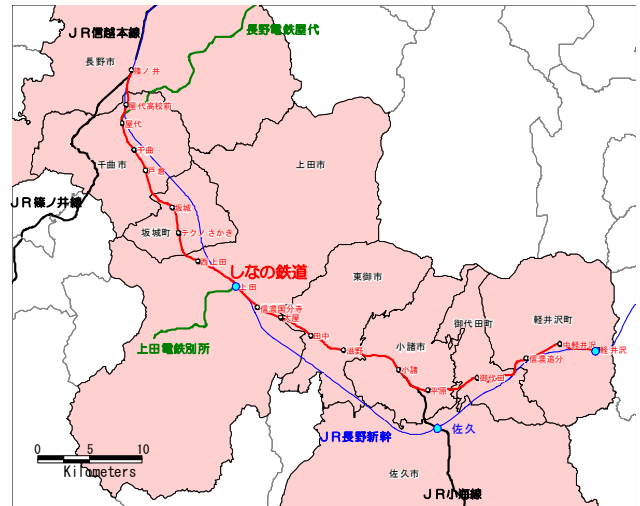 JR信越本線
長野電鉄屋代
長野市
篠ノ井
屋代高校前
屋代
千曲
上田市
千曲市
戸倉
JR篠ノ井線
坂城
坂城町
テクノさかき
西上田
しなの鉄道
東御市
上田
信濃国分寺
大屋
軽井沢町
御代田町
田中
上田電鉄別所
小諸市
滋野
中軽井沢
軽井沢
信濃追分
小諸
御代田
平原
JR長野新幹
佐久
0 5 10
Kilometers
佐久市
JR小海線